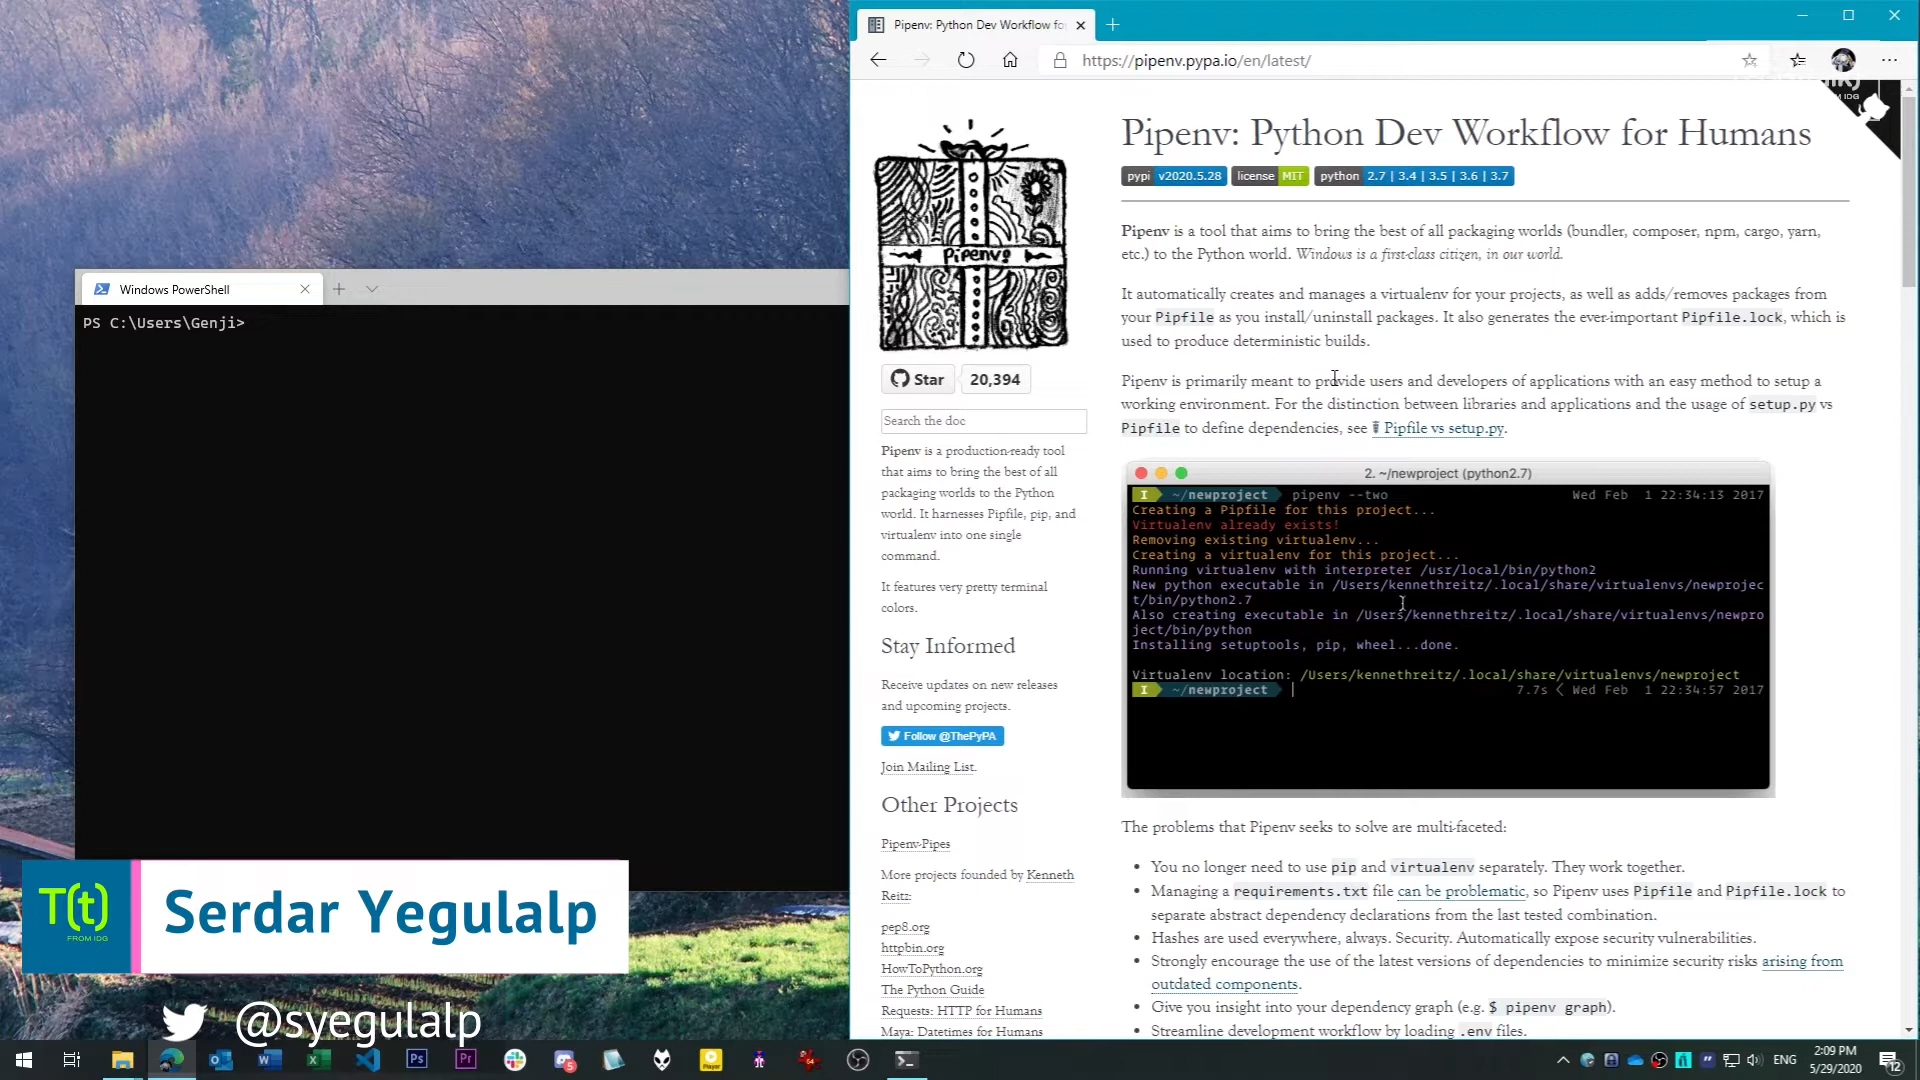 Pipenv: Python Dev Workflow fo
https://pipenv.pypa.io/en/latest/
Windows PowerShell
PS C:\Users\Genji>
Pipenv
Star 20,394
Search the doc
Pipenv is a production-ready tool
that aims to bring the best of all
packaging worlds to the Python
world. It harnesses Pipfile, pip, and
virtualenv into one single
command.
It features very pretty terminal
colors.
Stay Informed
Receive updates on new releases
and upcoming projects.
Follow @ThePyPA
Join Mailing List.
Other Projects
Pipenv-Pipes
More projects founded by Kenneth
Reitz:
pep8.org
httpbin.org
HowToPython.org
The Python Guide
Requests: HTTP for Humans
Maya: Datetimes for Humans
Pipenv: Python Dev Workflow for Humans
pypi v2020.5.28 license MIT python 2.7 | 3.4 | 3.5 | 3.6 | 3.7
Pipenv is a tool that aims to bring the best of all packaging worlds (bundler, composer, npm, cargo, yarn,
etc.) to the Python world. Windows is a first-class citizen, in our world.
It automatically creates and manages a virtualenv for your projects, as well as adds/removes packages from
your Pipfile as you install/uninstall packages. It also generates the ever-important Pipfile.lock, which is
used to produce deterministic builds.
Pipenv is primarily meant to provide users and developers of applications with an easy method to setup a
working environment. For the distinction between libraries and applications and the usage of setup.py vs
Pipfile to define dependencies, see Pipfile vs setup.py.
2. ~/newproject (python2.7)
I ~/newproject pipenv --two Wed Feb 1 22:34:13 2017
Creating a Pipfile for this project...
Virtualenv already exists!
Removing existing virtualenv...
Creating a virtualenv for this project...
Running virtualenv with interpreter /usr/local/bin/python2
New python executable in /Users/kennethreitz/.local/share/virtualenvs/newprojec
t/bin/python2.7
Also creating executable in /Users/kennethreitz/.local/share/virtualenvs/newpro
ject/bin/python
Installing setuptools, pip, wheel...done.
Virtualenv location: /Users/kennethreitz/.local/share/virtualenvs/newproject
I ~/newproject 7.7s < Wed Feb 1 22:34:57 2017
The problems that Pipenv seeks to solve are multi-faceted:
• You no longer need to use pip and virtualenv separately. They work together.
• Managing a requirements.txt file can be problematic, so Pipenv uses Pipfile and Pipfile.lock to
separate abstract dependency declarations from the last tested combination.
• Hashes are used everywhere, always. Security. Automatically expose security vulnerabilities.
• Strongly encourage the use of the latest versions of dependencies to minimize security risks arising from
outdated components.
• Give you insight into your dependency graph (e.g. $ pipenv graph).
• Streamline development workflow by loading .env files.
T(t)
FROM IDG
Serdar Yegulalp
@syegulalp
ENG
2:09 PM
5/29/2020
12